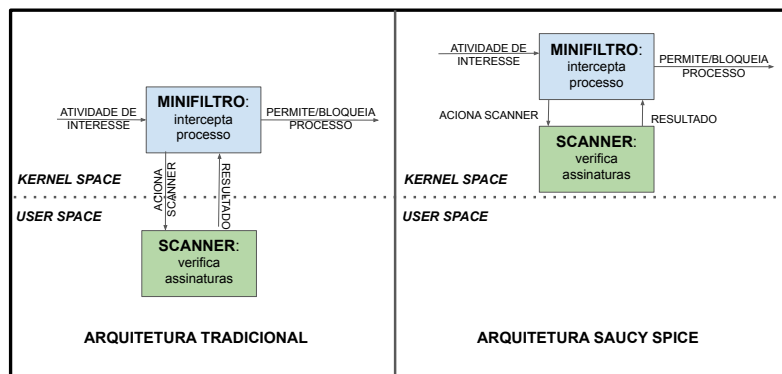 ATIVIDADE DE
INTERESSE
MINIFILTRO:
intercepta
processo
PERMITE/BLOQUEIA
PROCESSO
ACIONA
SCANNER
RESULTADO
KERNEL SPACE
USER SPACE
SCANNER:
verifica
assinaturas
ARQUITETURA TRADICIONAL
ATIVIDADE DE
INTERESSE
MINIFILTRO:
intercepta
processo
PERMITE/BLOQUEIA
PROCESSO
ACIONA SCANNER
RESULTADO
SCANNER:
verifica
assinaturas
KERNEL SPACE
USER SPACE
ARQUITETURA SAUCY SPICE